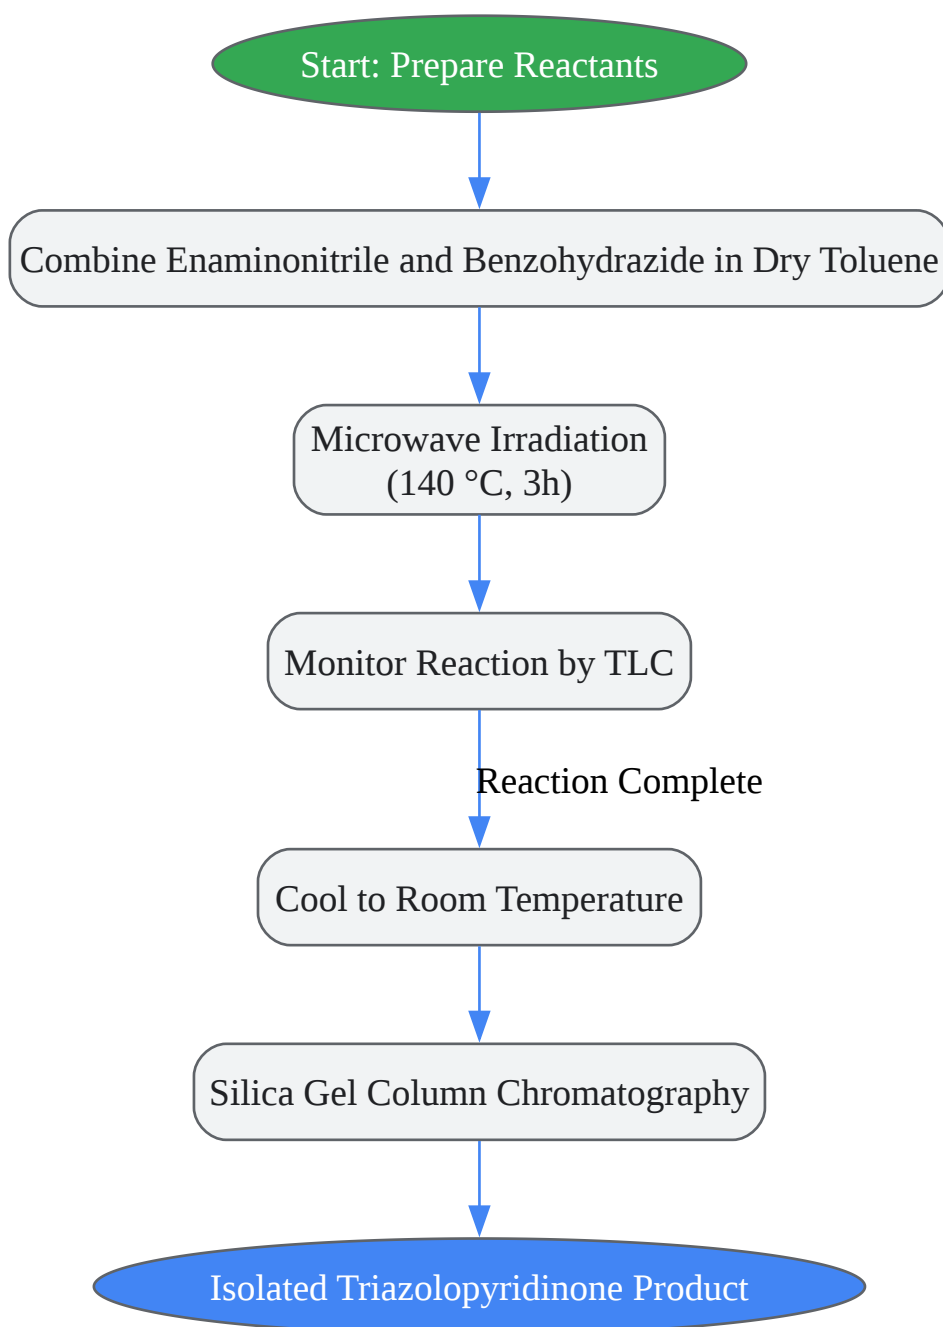 Start: Prepare Reactants
Combine Enaminonitrile and Benzohydrazide in Dry Toluene
Microwave Irradiation
(140 °C, 3h)
Monitor Reaction by TLC
Reaction Complete
Cool to Room Temperature
Silica Gel Column Chromatography
Isolated Triazolopyridinone Product